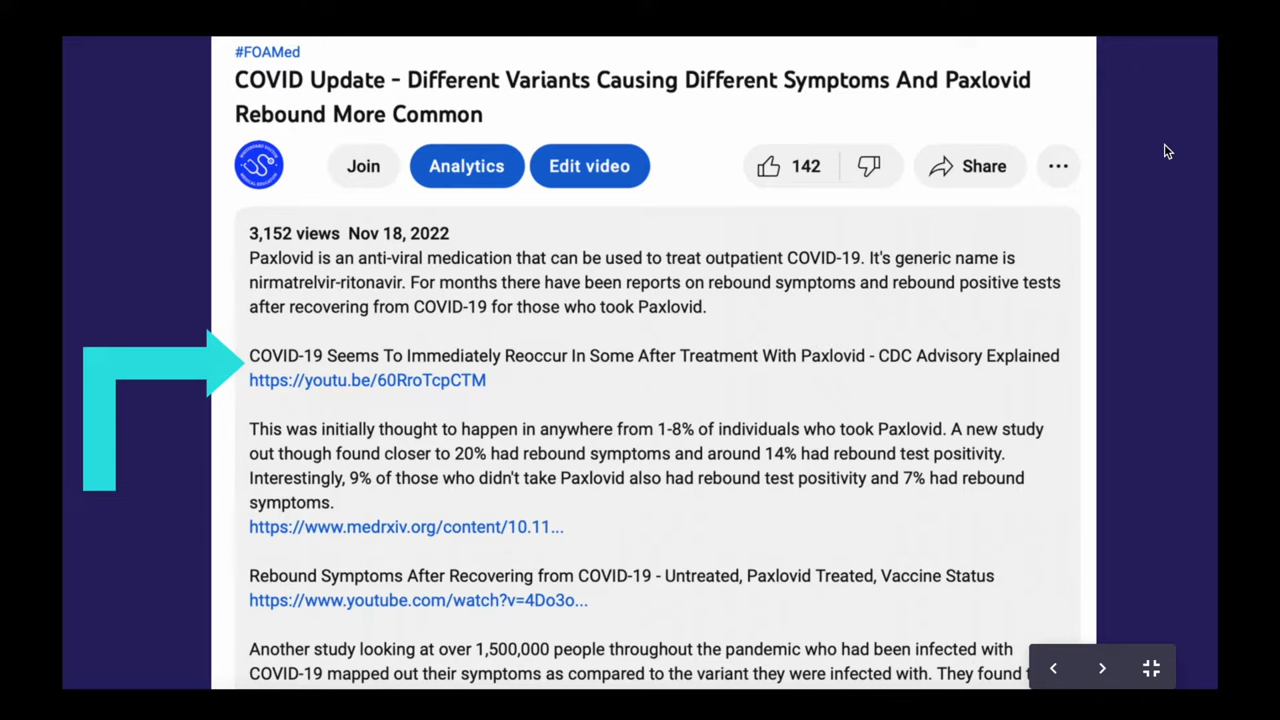 #FOAMed
COVID Update - Different Variants Causing Different Symptoms And Paxlovid
Rebound More Common
Join
Analytics
Edit video
142
Share
3,152 views Nov 18, 2022
Paxlovid is an anti-viral medication that can be used to treat outpatient COVID-19. It's generic name is
nirmatrelvir-ritonavir. For months there have been reports on rebound symptoms and rebound positive tests
after recovering from COVID-19 for those who took Paxlovid.
COVID-19 Seems To Immediately Reoccur In Some After Treatment With Paxlovid - CDC Advisory Explained
https://youtu.be/60RroTcpCTM
This was initially thought to happen in anywhere from 1-8% of individuals who took Paxlovid. A new study
out though found closer to 20% had rebound symptoms and around 14% had rebound test positivity.
Interestingly, 9% of those who didn't take Paxlovid also had rebound test positivity and 7% had rebound
symptoms.
https://www.medrxiv.org/content/10.11...
Rebound Symptoms After Recovering from COVID-19 - Untreated, Paxlovid Treated, Vaccine Status
https://www.youtube.com/watch?v=4Do3o...
Another study looking at over 1,500,000 people throughout the pandemic who had been infected with
COVID-19 mapped out their symptoms as compared to the variant they were infected with. They found